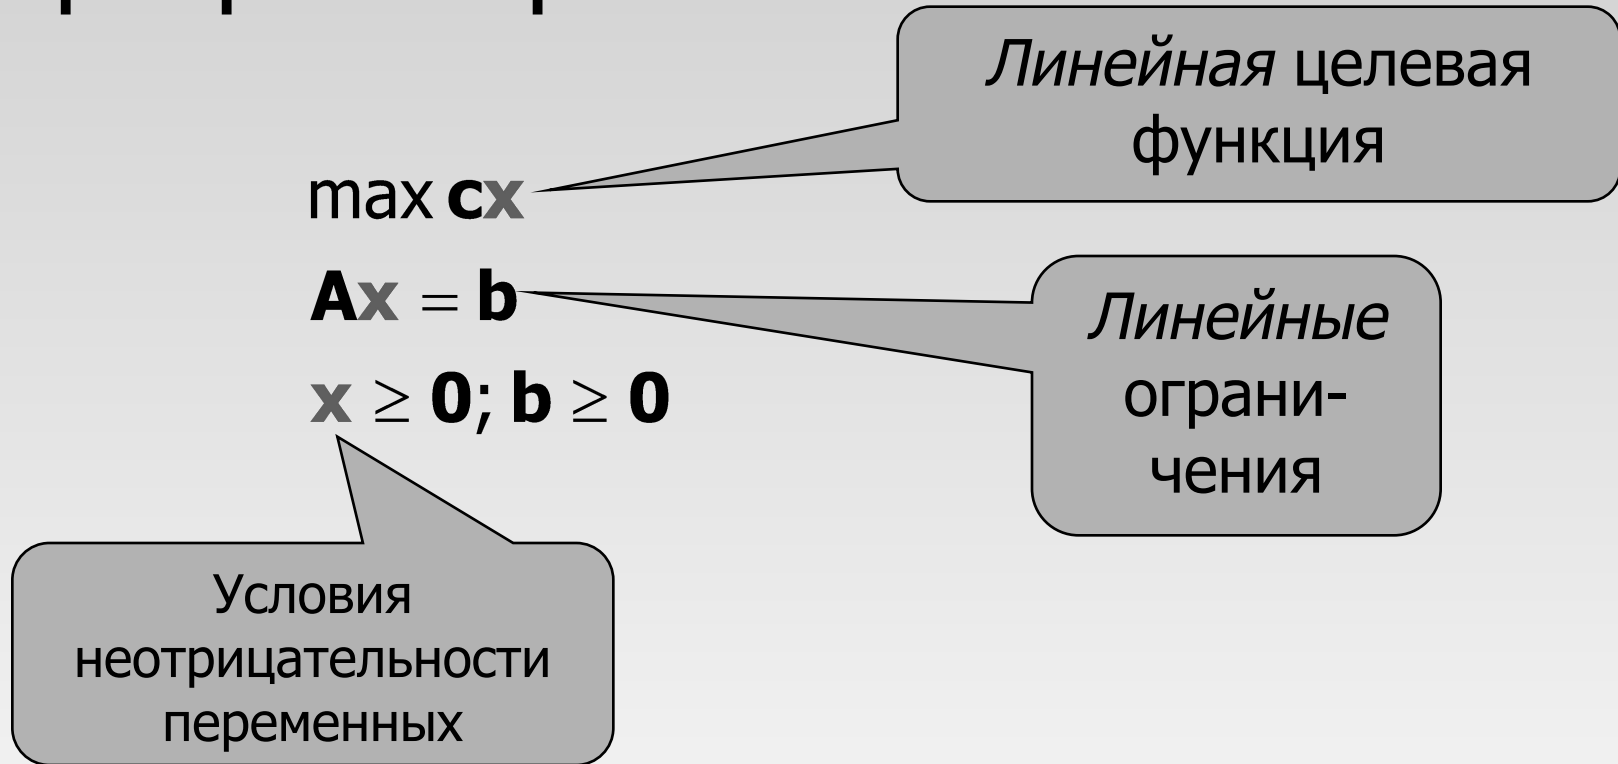 Линейная целевая
функция
max cx
Ax = b
x ≥ 0; b ≥ 0
Линейные
ограни-
чения
Условия
неотрицательности
переменных